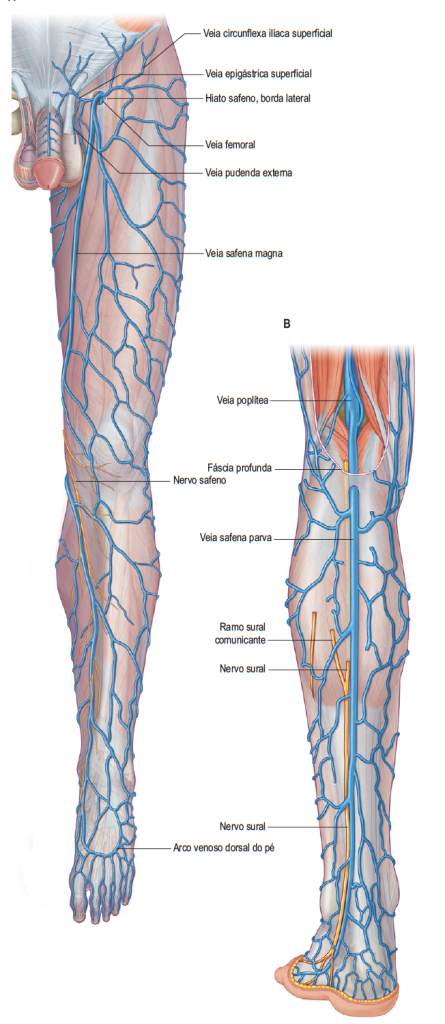 Veia circunflexa ilíaca superficial
Veia epigástrica superficial
Hiato safeno, borda lateral
Veia femoral
Veia pudenda externa
Veia safena magna
Nervo safeno
Arco venoso dorsal do pé
B
Veia poplítea
Fáscia profunda
Veia safena parva
Ramo sural
comunicante
Nervo sural
Nervo sural